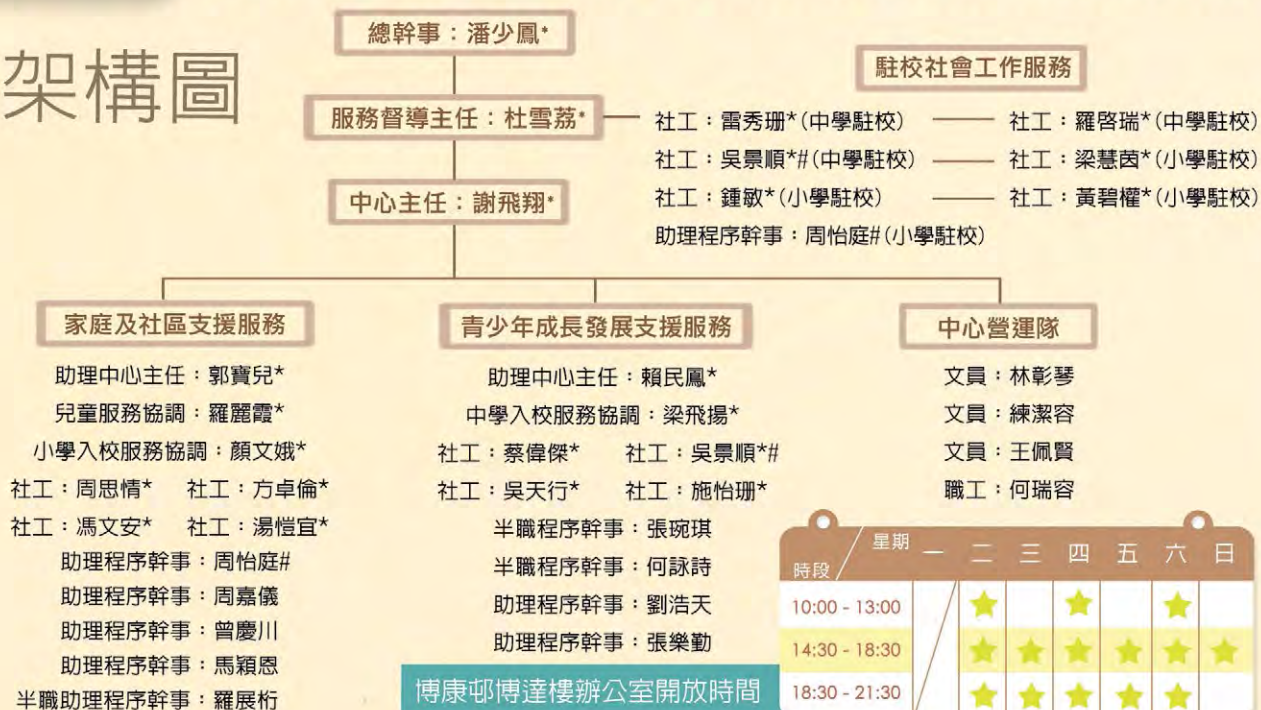 架構圖
總幹事：潘少鳳*
服務督導主任：杜雪荔*
中心主任：謝飛翔*
駐校社會工作服務
社工：雷秀珊*(中學駐校) 社工：羅啓瑞*(中學駐校)
社工：吳景順*#(中學駐校) 社工：梁慧茵*(小學駐校)
社工：鍾敏*(小學駐校) 社工：黃碧權*(小學駐校)
助理程序幹事：周怡庭#(小學駐校)
家庭及社區支援服務
助理中心主任：郭寶兒*
兒童服務協調：羅麗霞*
小學入校服務協調：顏文娥*
社工：周思情* 社工：方卓倫*
社工：馮文安* 社工：湯愷宜*
助理程序幹事：周怡庭#
助理程序幹事：周嘉儀
助理程序幹事：曾慶川
助理程序幹事：馬穎恩
半職助理程序幹事：羅展桁
青少年成長發展支援服務
助理中心主任：賴民鳳*
中學入校服務協調：梁飛揚*
社工：蔡偉傑* 社工：吳景順*#
社工：吳天行* 社工：施怡珊*
半職程序幹事：張琬琪
半職程序幹事：何詠詩
助理程序幹事：劉浩天
助理程序幹事：張樂勤
中心營運隊
文員：林彰琴
文員：練潔容
文員：王佩賢
職工：何瑞容
博康邨博達樓辦公室開放時間
時段 / 星期 一 二 三 四 五 六 日
10:00 - 13:00
14:30 - 18:30
18:30 - 21:30